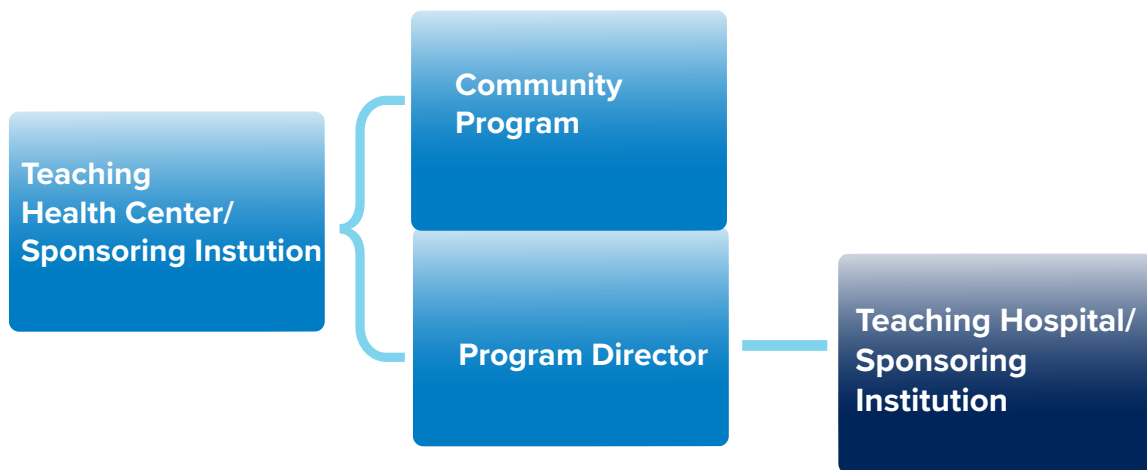 Community
Program
Teaching
Health Center/
Sponsoring Instution
Program Director
Teaching Hospital/
Sponsoring
Institution